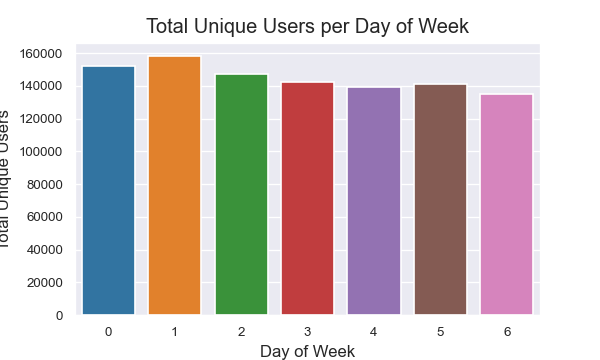 Total Unique Users per Day of Week
160000
140000
120000
100000
80000
60000
40000
20000
0
Total Unique Users
0 1 2 3 4 5 6
Day of Week